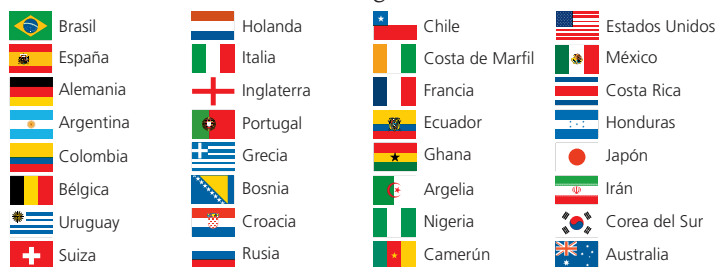 Brasil Holanda Chile Estados Unidos
España Italia Costa de Marfil México
Alemania Inglaterra Francia Costa Rica
Argentina Portugal Ecuador Honduras
Colombia Grecia Ghana Japón
Bélgica Bosnia Argelia Irán
Uruguay Croacia Nigeria Corea del Sur
Suiza Rusia Camerún Australia